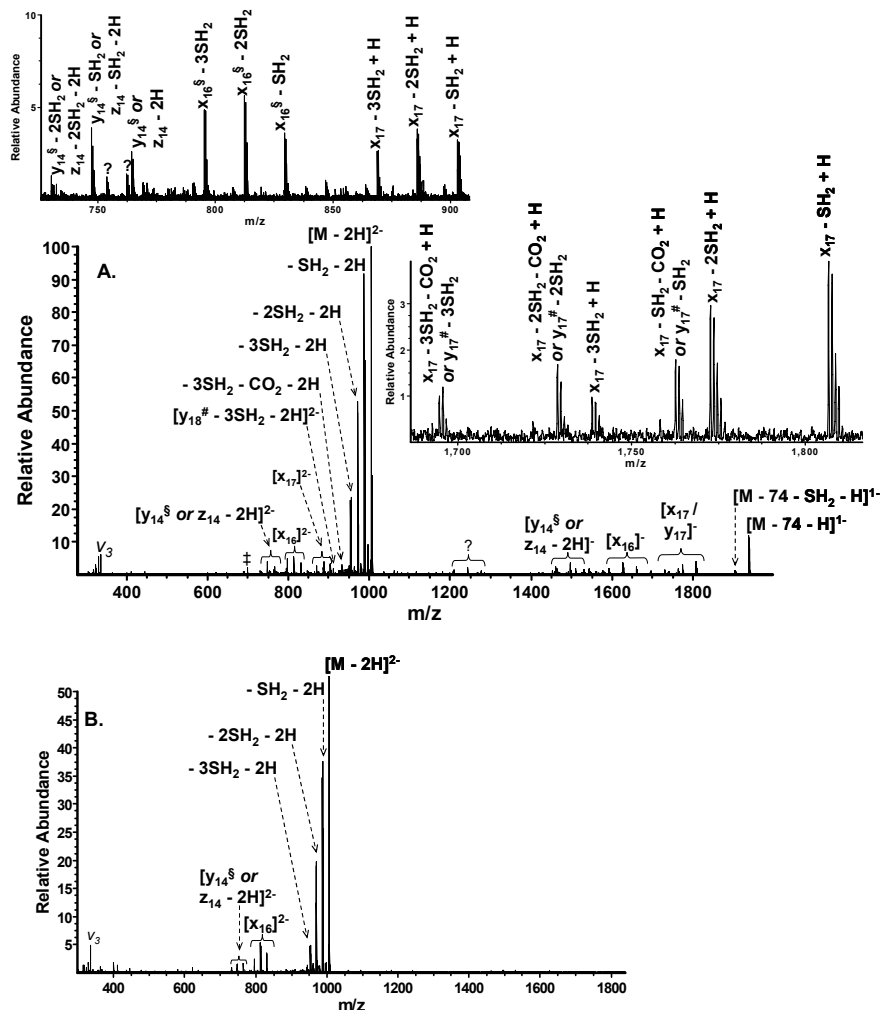 y14§ - 2SH2 or
z14 - 2SH2 - 2H
y14§ - SH2 or
z14 - SH2 - 2H
?
?
y14§ or
z14 - 2H
x16§ - 3SH2
x16§ - 2SH2
x16§ - SH2
x17 - 3SH2 + H
x17 - 2SH2 + H
x17 - SH2 + H
Relative Abundance
10
5
750
800
850
900
m/z
A.
[M - 2H]2-
- SH2 - 2H
- 2SH2 - 2H
- 3SH2 - 2H
- 3SH2 - CO2 - 2H
[y18# - 3SH2 - 2H]2-
[x17]2-
[y14§ or z14 - 2H]2-
[x16]2-
V3
‡
?
[y14§ or
z14 - 2H]-
[x16]-
[x17 /
y17]-
[M - 74 - SH2 - H]1-
[M - 74 - H]1-
Relative Abundance
100
90
80
70
60
50
40
30
20
10
400
600
800
1000
1200
1400
1600
1800
m/z
x17 - 3SH2 - CO2 + H
or y17# - 3SH2
x17 - 2SH2 - CO2 + H
or y17# - 2SH2
x17 - 3SH2 + H
x17 - SH2 - CO2 + H
or y17# - SH2
x17 - 2SH2 + H
x17 - SH2 + H
Relative Abundance
3
2
1
1,700
1,750
1,800
m/z
B.
[M - 2H]2-
- SH2 - 2H
- 2SH2 - 2H
- 3SH2 - 2H
[y14§ or
z14 - 2H]2-
[x16]2-
V3
Relative Abundance
50
45
40
35
30
25
20
15
10
5
400
600
800
1000
1200
1400
1600
1800
m/z